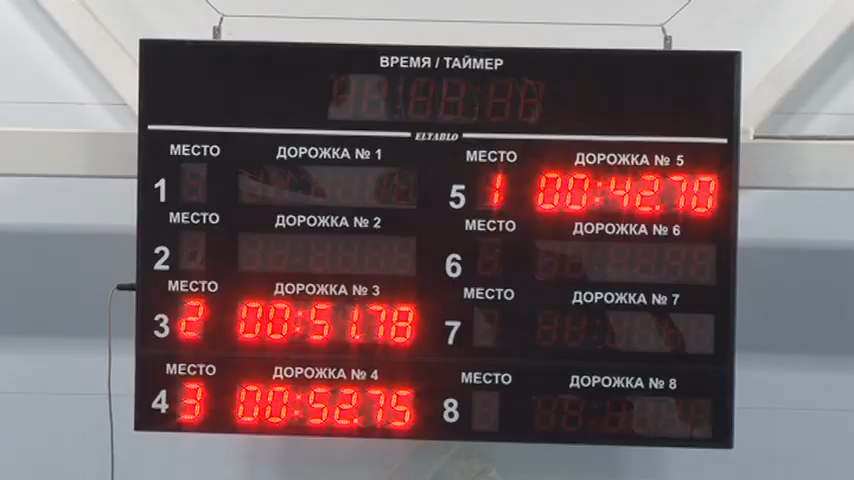 ВРЕМЯ / ТАЙМЕР
ELTABLO
МЕСТО ДОРОЖКА № 1
1
МЕСТО ДОРОЖКА № 2
2
МЕСТО ДОРОЖКА № 3
3 2 00:51.78
МЕСТО ДОРОЖКА № 4
4 3 00:52.75
МЕСТО ДОРОЖКА № 5
5 1 00:42.70
МЕСТО ДОРОЖКА № 6
6
МЕСТО ДОРОЖКА № 7
7
МЕСТО ДОРОЖКА № 8
8